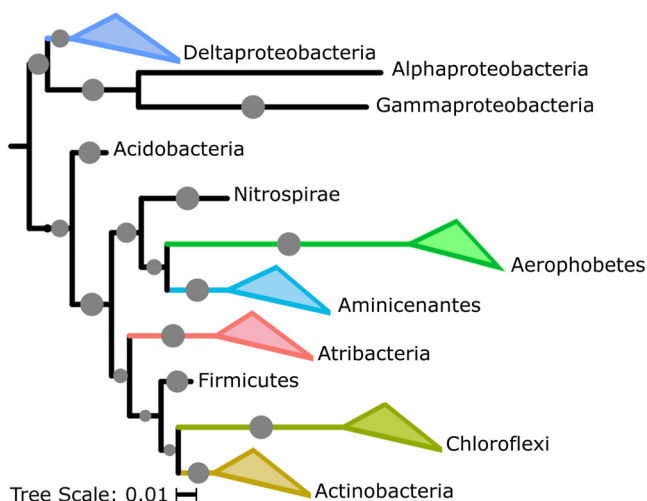 Deltaproteobacteria
Alphaproteobacteria
Gammaproteobacteria
Acidobacteria
Nitrospirae
Aerophobetes
Aminicenantes
Atribacteria
Firmicutes
Chloroflexi
Actinobacteria
Tree Scale: 0.01